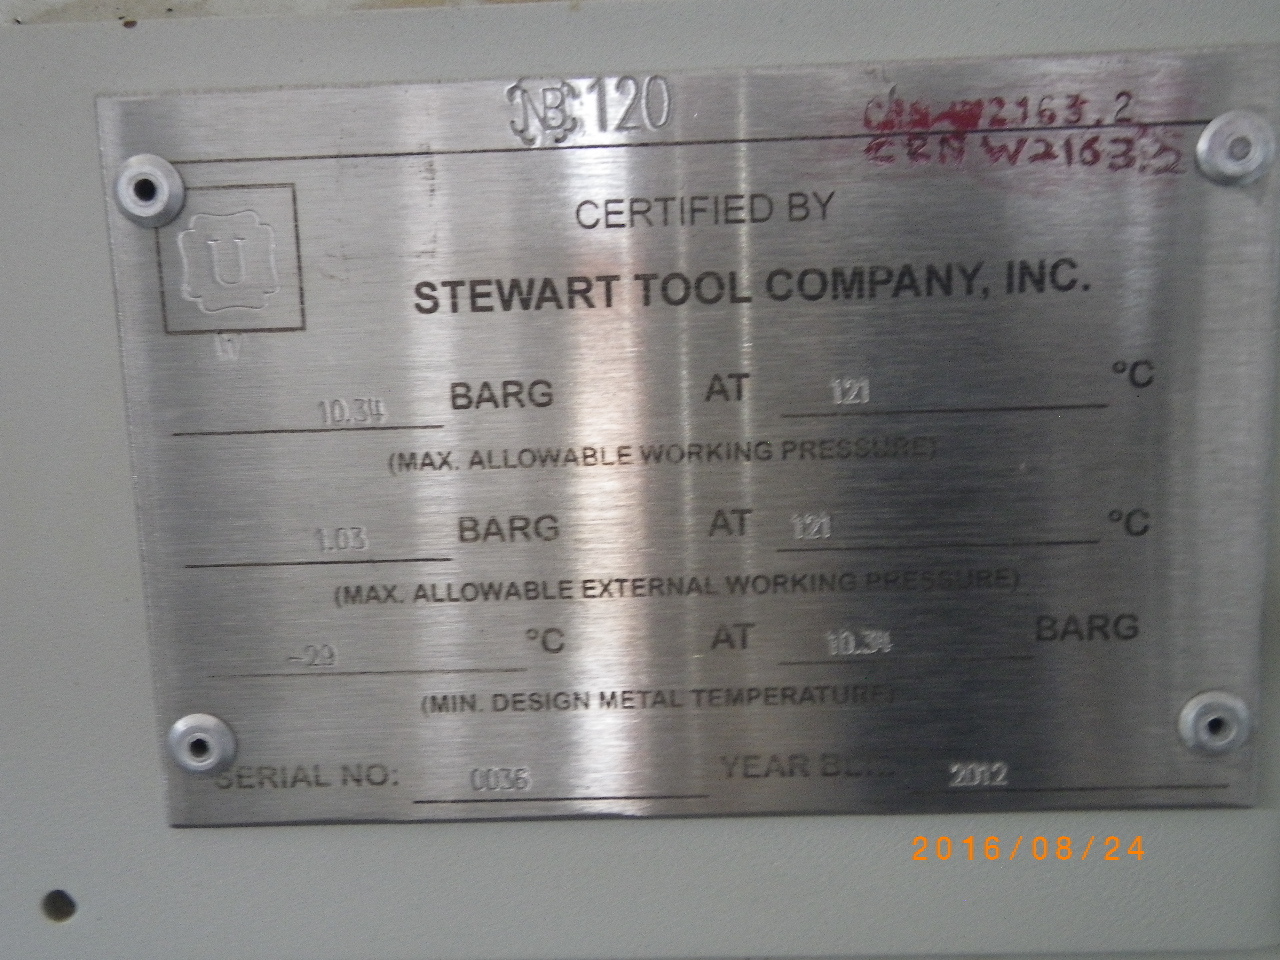 NB 120
2163.2
CRN W2163.2
U
W
CERTIFIED BY
STEWART TOOL COMPANY, INC.
10.34 BARG AT 121 °C
(MAX. ALLOWABLE WORKING PRESSURE)
1.03 BARG AT 121 °C
(MAX. ALLOWABLE EXTERNAL WORKING PRESSURE)
-29 °C AT 10.34 BARG
(MIN. DESIGN METAL TEMPERATURE)
SERIAL NO: 0036 YEAR 2012
2016/08/24